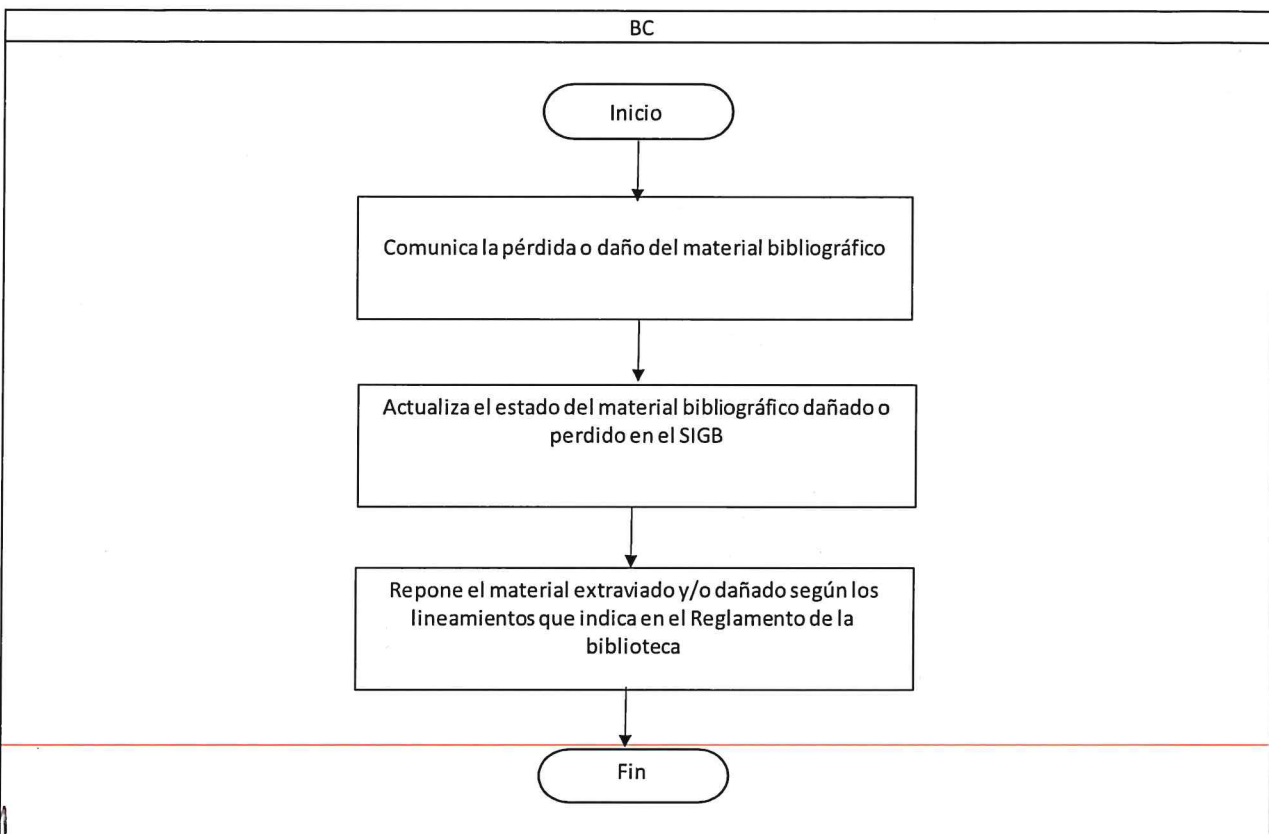 BC
Inicio
Comunica la pérdida o daño del material bibliográfico
Actualiza el estado del material bibliográfico dañado o
perdido en el SIGB
Repone el material extraviado y/o dañado según los
lineamientos que indica en el Reglamento de la
biblioteca
Fin